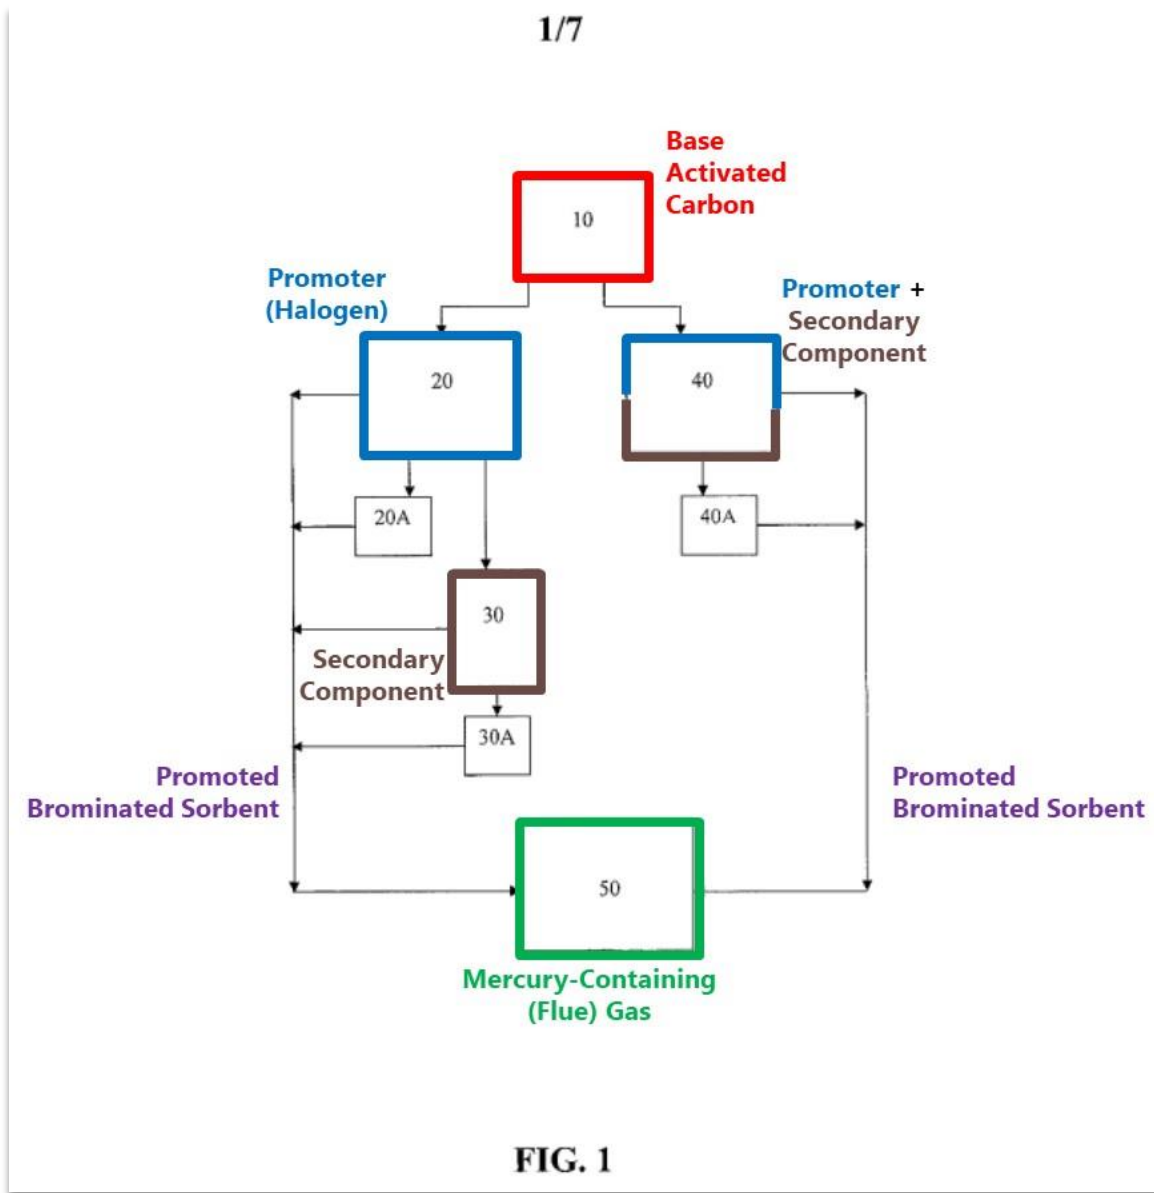 1/7
Base
Activated
Carbon
10
Promoter
(Halogen)
Promoter +
Secondary
Component
20
40
20A
40A
30
Secondary
Component
30A
Promoted
Brominated Sorbent
Promoted
Brominated Sorbent
50
Mercury-Containing
(Flue) Gas
FIG. 1